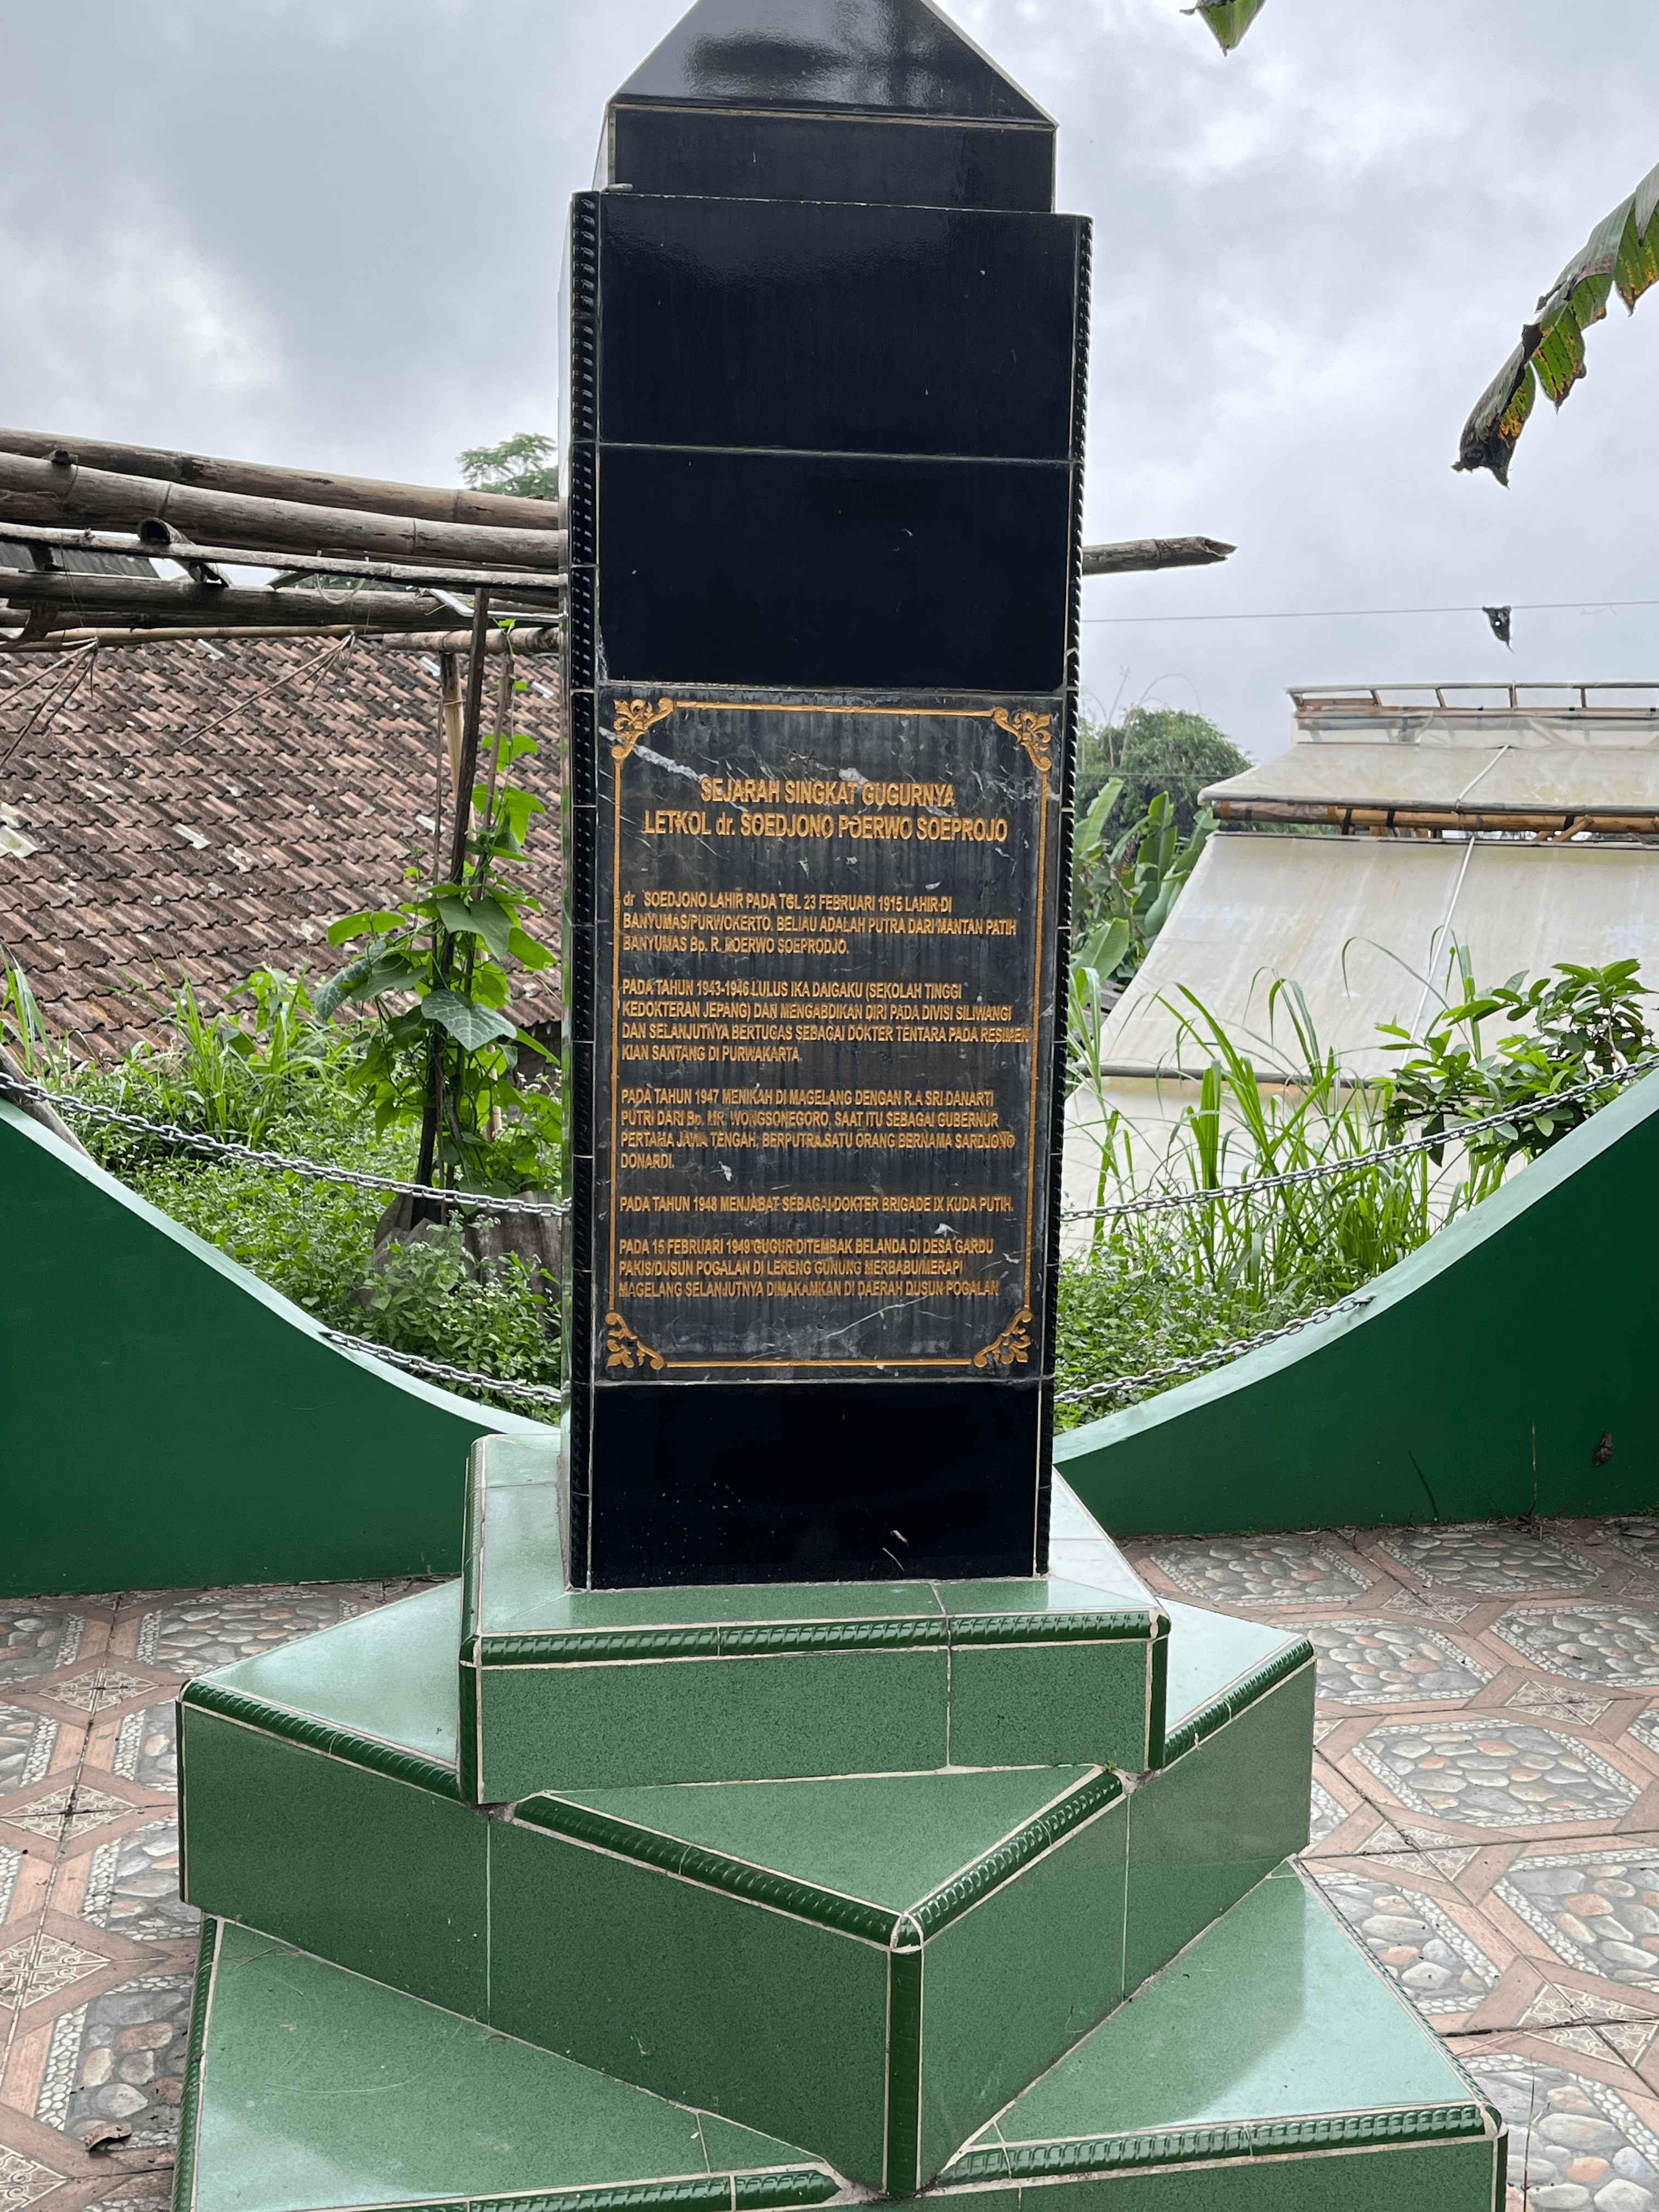 SEJARAH SINGKAT GUGURNYA
LETKOL dr. SOEDJONO POERWO SOEPROJO
dr SOEDJONO LAHIR PADA TGL 23 FEBRUARI 1915 LAHIR DI
BANYUMAS/PURWOKERTO. BELIAU ADALAH PUTRA DARI MANTAN PATIH
BANYUMAS Bp. R. POERWO SOEPRODJO.
PADA TAHUN 1943-1946 LULUS IKA DAIGAKU (SEKOLAH TINGGI
KEDOKTERAN JEPANG) DAN MENGABDIKAN DIRI PADA DIVISI SILIWANGI
DAN SELANJUTNYA BERTUGAS SEBAGAI DOKTER TENTARA PADA RESIMEN
KIAN SANTANG DI PURWAKARTA.
PADA TAHUN 1947 MENIKAH DI MAGELANG DENGAN R.A SRI DANARTI
PUTRI DARI Bp. MR. WONGSONEGORO, SAAT ITU SEBAGAI GUBERNUR
PERTAMA JAWA TENGAH, BERPUTRA SATU ORANG BERNAMA SARDJONO
DONARDI.
PADA TAHUN 1948 MENJABAT SEBAGAI DOKTER BRIGADE IX KUDA PUTIH.
PADA 15 FEBRUARI 1949 GUGUR DITEMBAK BELANDA DI DESA GARDU
PAKIS/DUSUN POGALAN DI LERENG GUNUNG MERBABU/MERAPI
MAGELANG SELANJUTNYA DIMAKAMKAN DI DAERAH DUSUN POGALAN